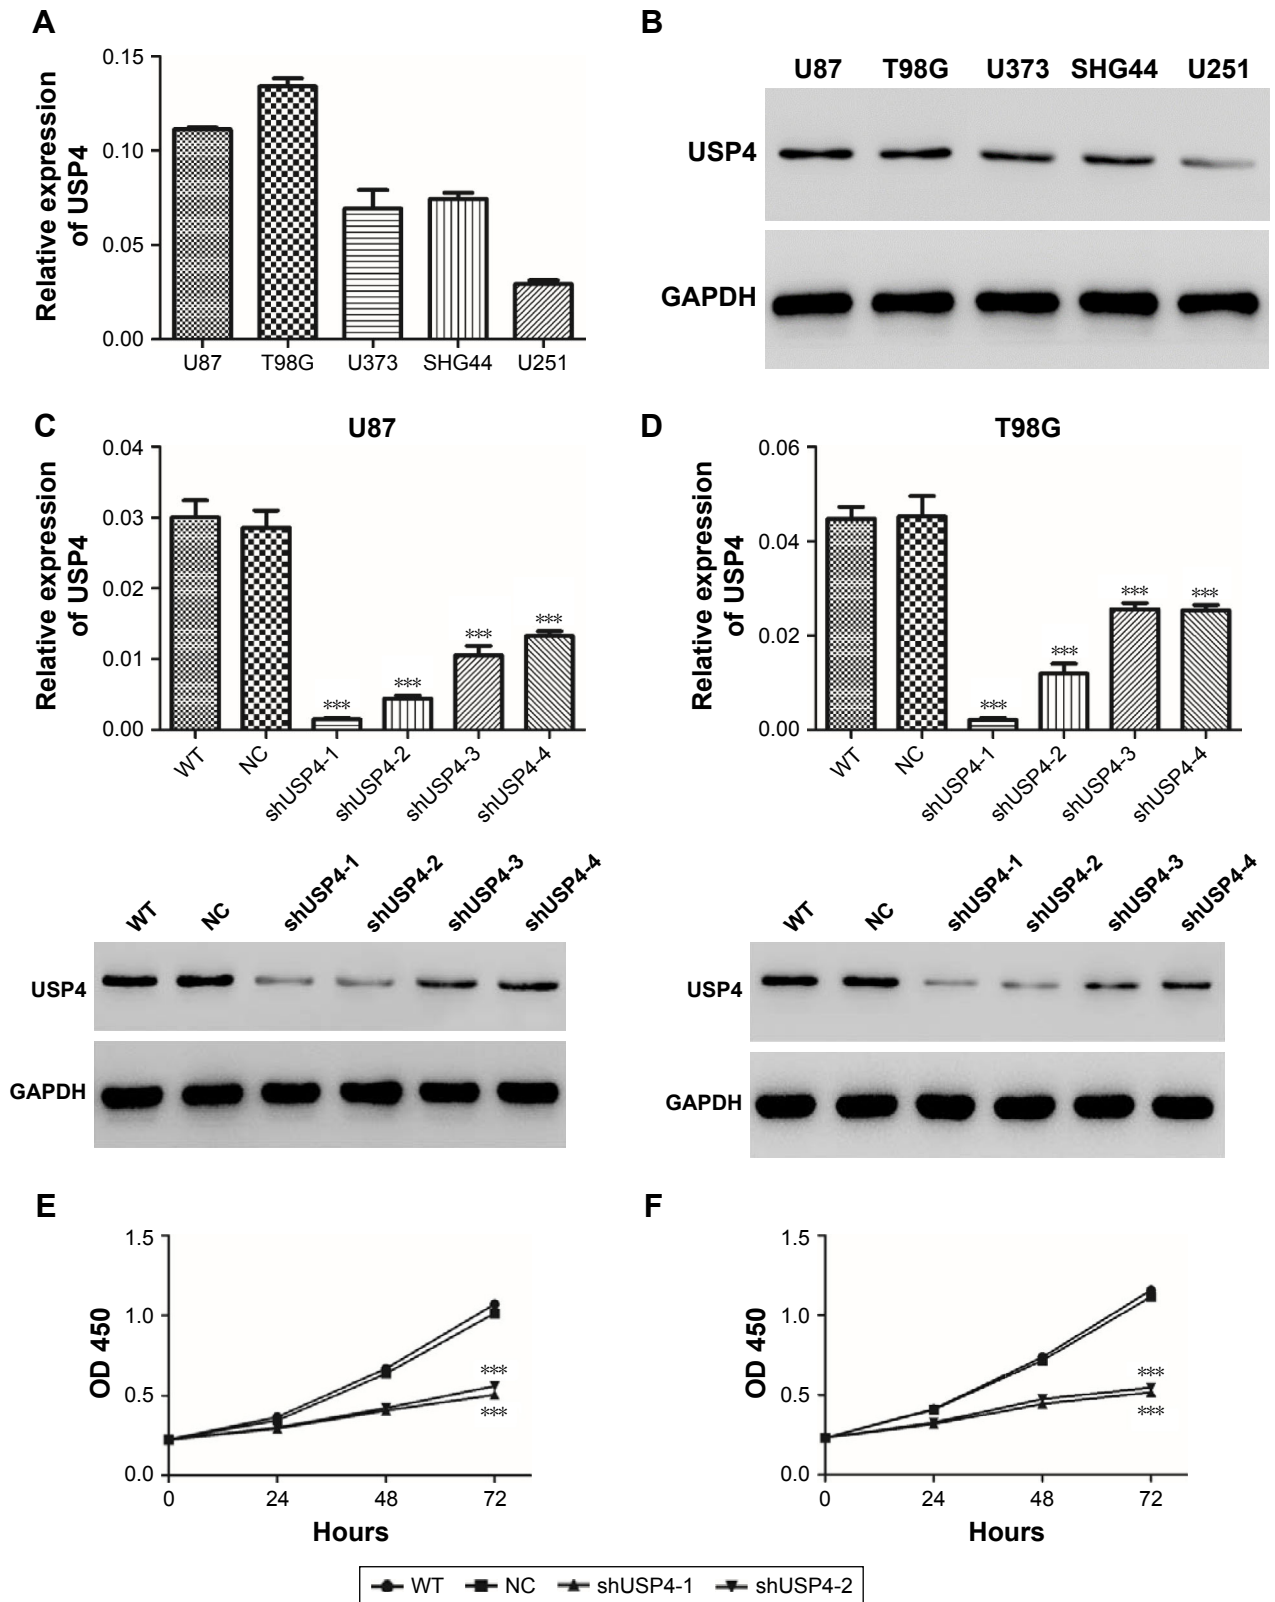 A
Relative expression
of USP4
0.15
0.10
0.05
0.00
U87 T98G U373 SHG44 U251
B
U87 T98G U373 SHG44 U251
USP4
GAPDH
C
U87
Relative expression
of USP4
0.04
0.03
0.02
0.01
0.00
*** *** *** ***
WT NC shUSP4-1 shUSP4-2 shUSP4-3 shUSP4-4
WT NC shUSP4-1 shUSP4-2 shUSP4-3 shUSP4-4
USP4
GAPDH
D
T98G
Relative expression
of USP4
0.06
0.04
0.02
0.00
*** *** *** ***
WT NC shUSP4-1 shUSP4-2 shUSP4-3 shUSP4-4
WT NC shUSP4-1 shUSP4-2 shUSP4-3 shUSP4-4
USP4
GAPDH
E
OD 450
1.5
1.0
0.5
0.0
***
***
0 24 48 72
Hours
F
OD 450
1.5
1.0
0.5
0.0
***
***
0 24 48 72
Hours
WT NC shUSP4-1 shUSP4-2